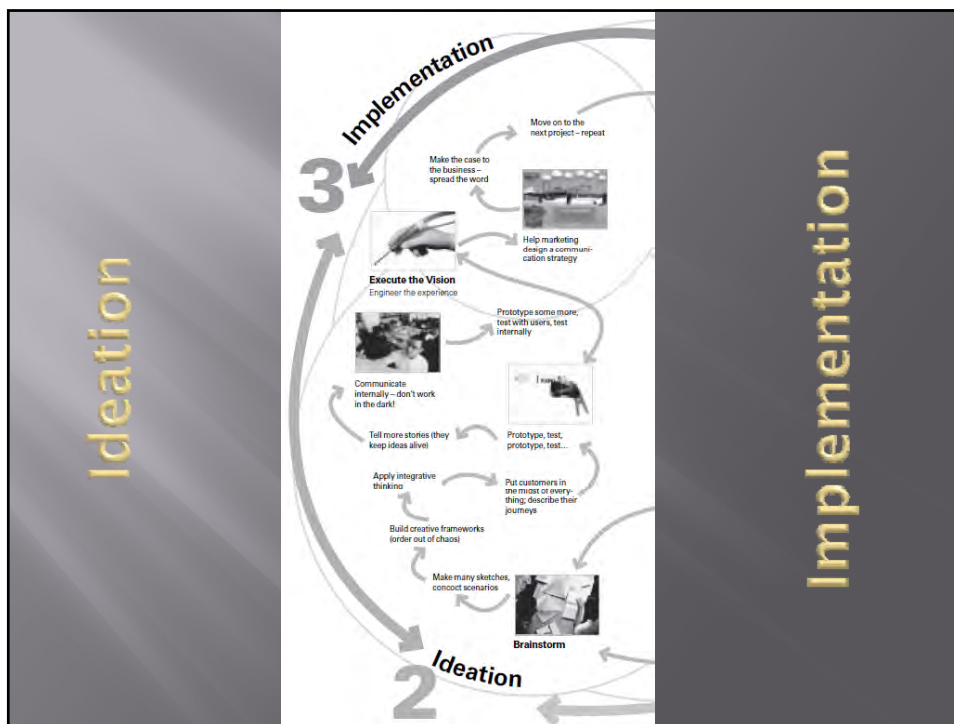 Ideation
Implementation
3
Move on to the
next project – repeat
Make the case to
the business –
spread the word
Help marketing
design a communi-
cation strategy
Execute the Vision
Engineer the experience
Prototype some more,
test with users, test
internally
Communicate
internally – don't work
in the dark!
Tell more stories (they
keep ideas alive)
Prototype, test,
prototype, test...
Apply integrative
thinking
Put customers in
the midst of every-
thing; describe their
journeys
Build creative frameworks
(order out of chaos)
Make many sketches,
concoct scenarios
Brainstorm
Ideation
2
Implementation